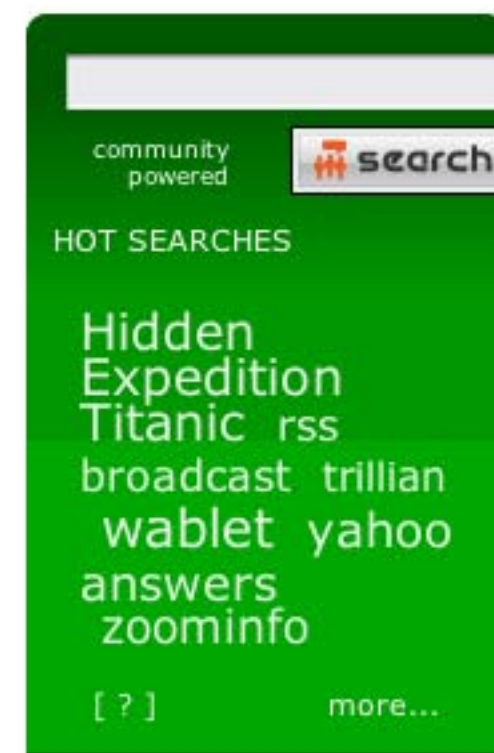 community
search
powered
HOT SEARCHES
Hidden
Expedition
Titanic rss
broadcast trillian
wablet yahoo
answers
zoominfo
[ ? ] more...